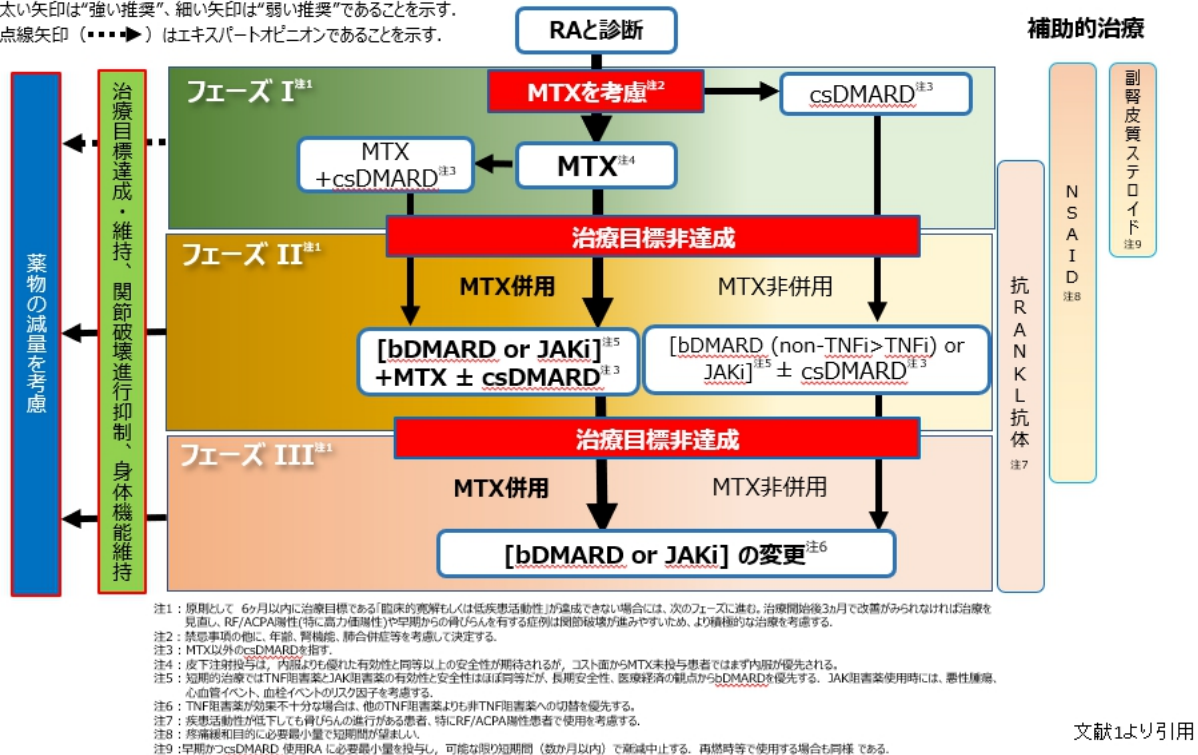 太い矢印は“強い推奨”、細い矢印は“弱い推奨”であることを示す.
点線矢印（････▶）はエキスパートオピニオンであることを示す.
RAと診断
補助的治療
フェーズ I注1
MTXを考慮注2
csDMARD注3
MTX
+csDMARD注3
MTX注4
治療目標非達成
フェーズ II注1
MTX併用
MTX非併用
[bDMARD or JAKi]注5
+MTX ± csDMARD注3
[bDMARD (non-TNFi>TNFi) or
JAKi]注5 ± csDMARD注3
治療目標非達成
フェーズ III注1
MTX併用
MTX非併用
[bDMARD or JAKi] の変更注6
薬物の減量を考慮
治療目標達成・維持、関節破壊進行抑制、身体機能維持
抗RANKL抗体 注7
NSAID 注8
副腎皮質ステロイド 注9
注1：原則として 6ヶ月以内に治療目標である「臨床的寛解もしくは低疾患活動性」が達成できない場合には、次のフェーズに進む。治療開始後3ヵ月で改善がみられなければ治療を
見直し、RF/ACPA陽性(特に高力価陽性)や早期からの骨びらんを有する症例は関節破壊が進みやすいため、より積極的な治療を考慮する.
注2：禁忌事項の他に、年齢、腎機能、肺合併症等を考慮して決定する.
注3：MTX以外のcsDMARDを指す.
注4：皮下注射投与は，内服よりも優れた有効性と同等以上の安全性が期待されるが，コスト面からMTX未投与患者ではまず内服が優先される。
注5：短期的治療ではTNF阻害薬とJAK阻害薬の有効性と安全性はほぼ同等だが、長期安全性、医療経済の観点からbDMARDを優先する．JAK阻害薬使用時には、悪性腫瘍、
心血管イベント、血栓イベントのリスク因子を考慮する.
注6：TNF阻害薬が効果不十分な場合は、他のTNF阻害薬よりも非TNF阻害薬への切替を優先する。
注7：疾患活動性が低下しても骨びらんの進行がある患者、特にRF/ACPA陽性患者で使用を考慮する.
注8：疼痛緩和目的に必要最小量で短期間が望ましい.
注9：早期かつcsDMARD 使用RA に必要最小量を投与し，可能な限り短期間（数か月以内）で漸減中止する．再燃時等で使用する場合も同様 である.
文献1より引用